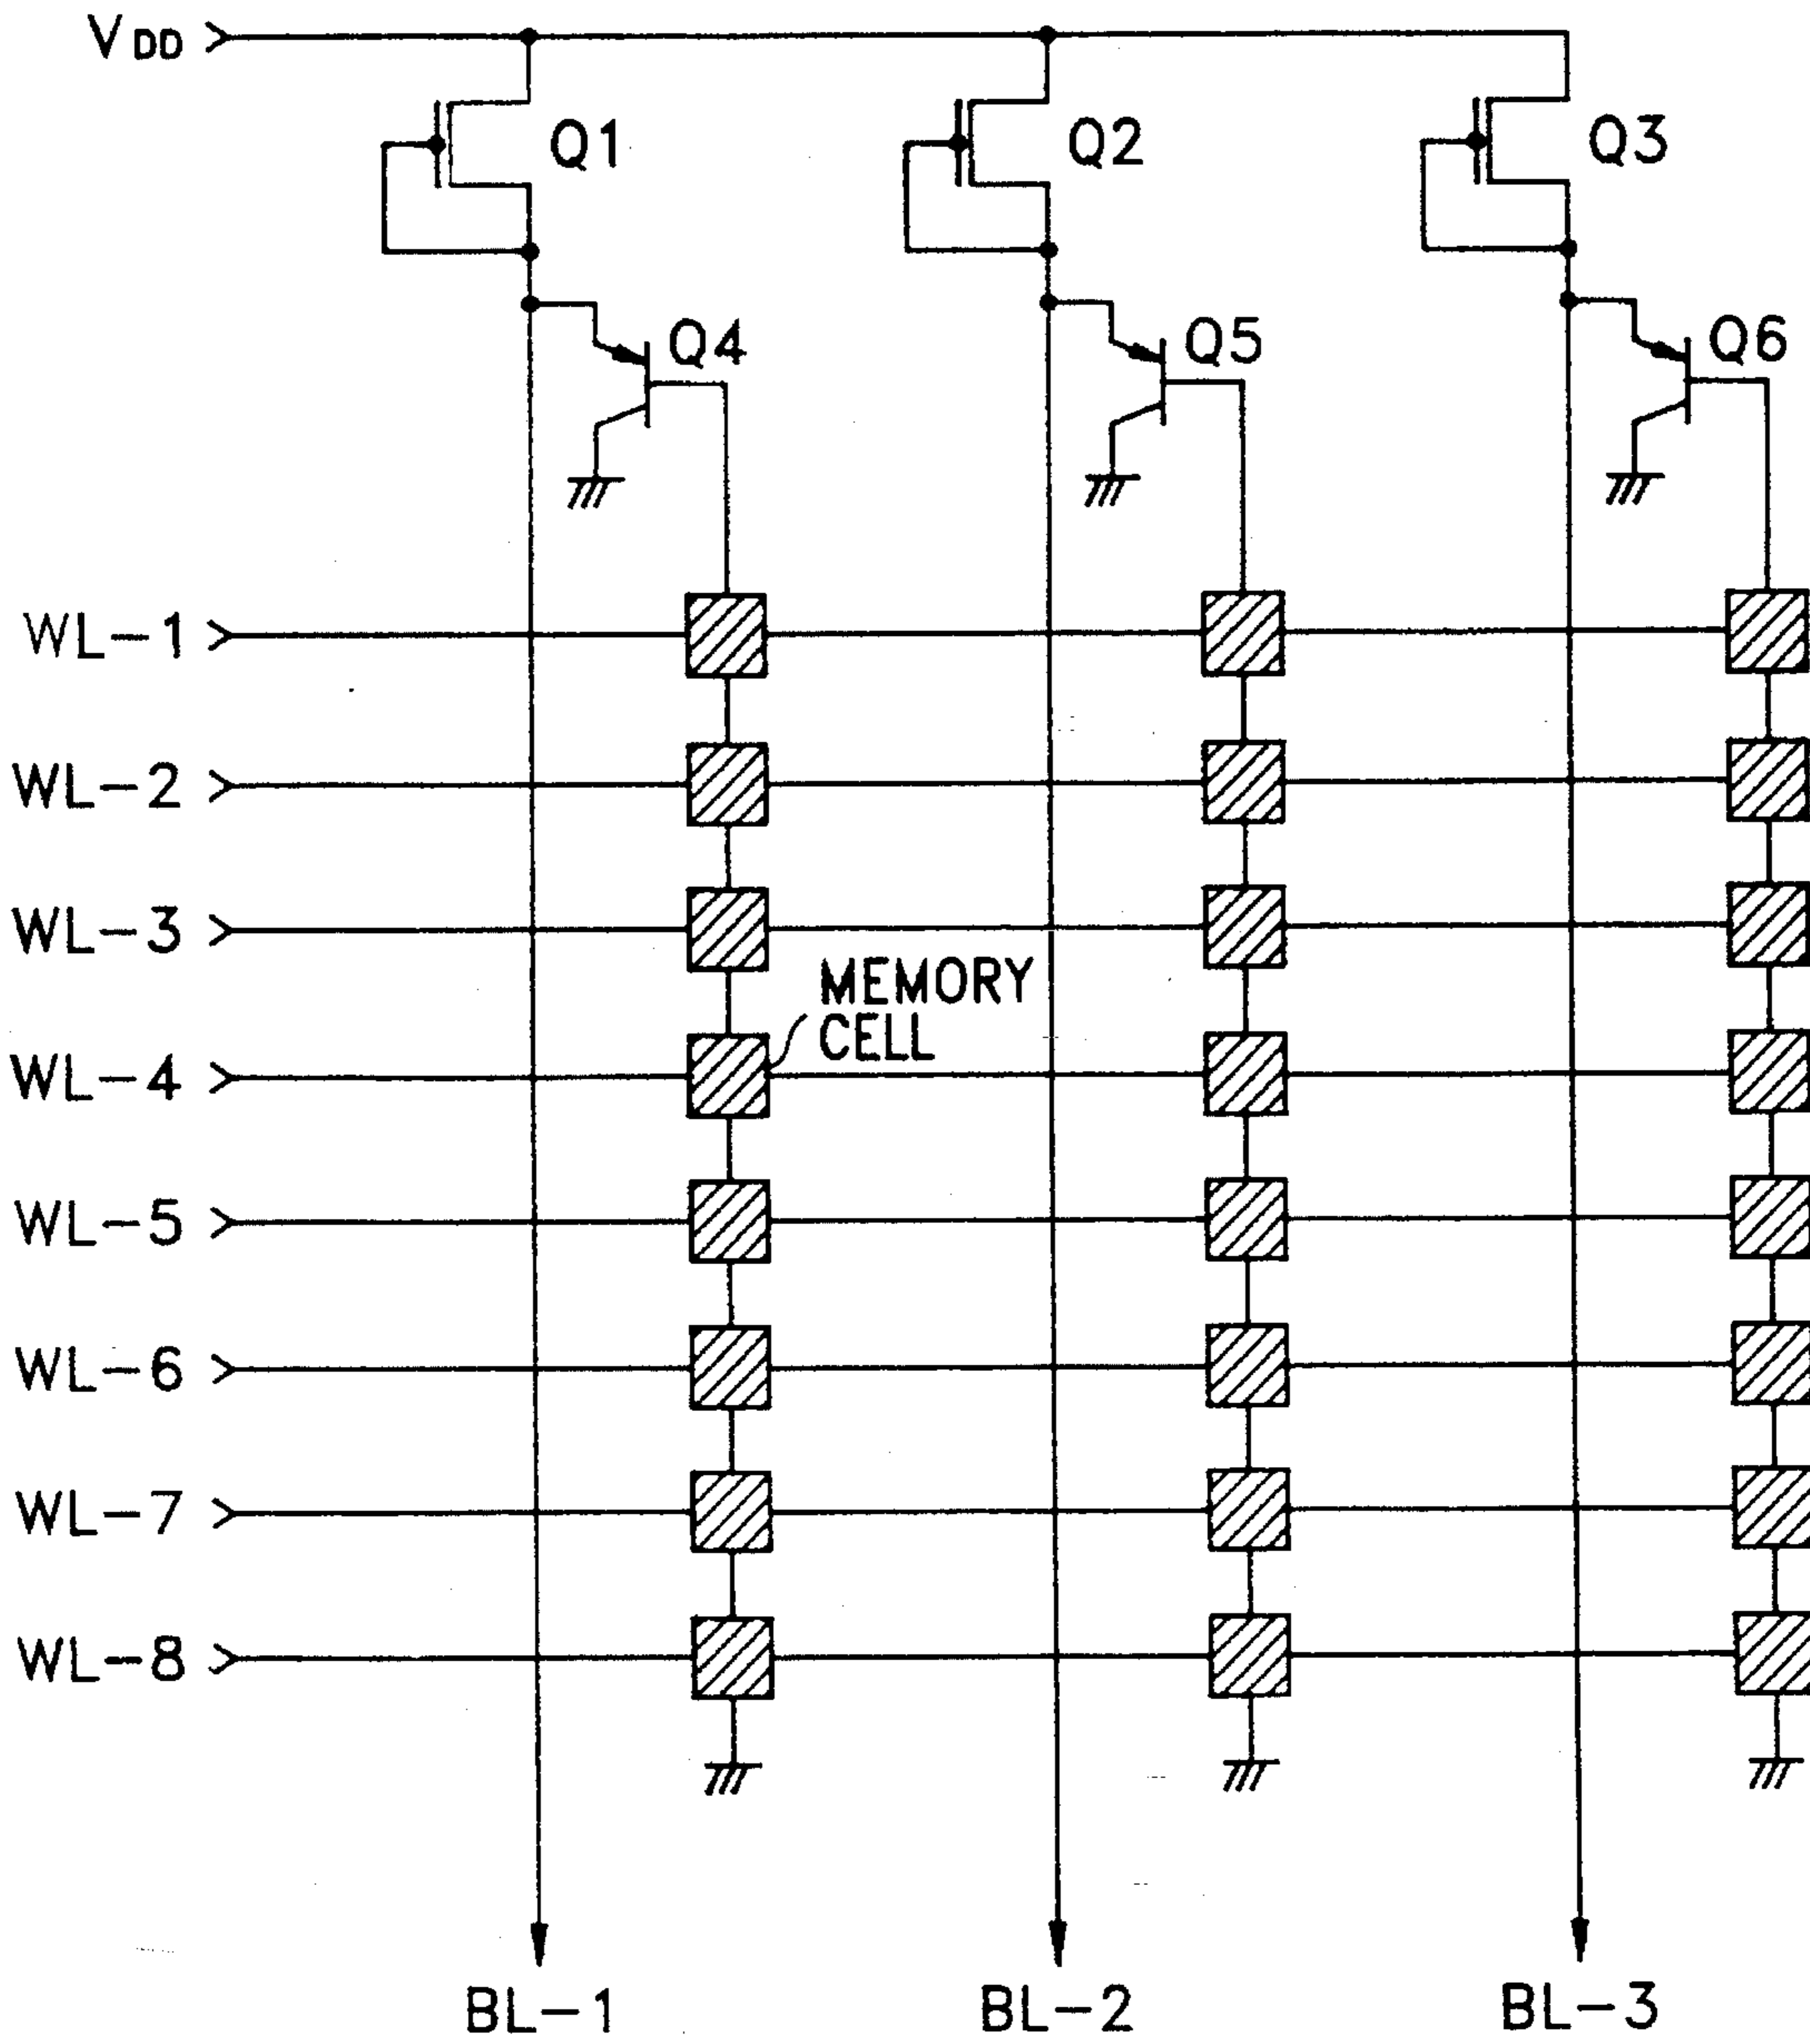 VDD
Q1
Q2
Q3
Q4
Q5
Q6
WL-1
WL-2
WL-3
MEMORY
CELL
WL-4
WL-5
WL-6
WL-7
WL-8
BL-1
BL-2
BL-3